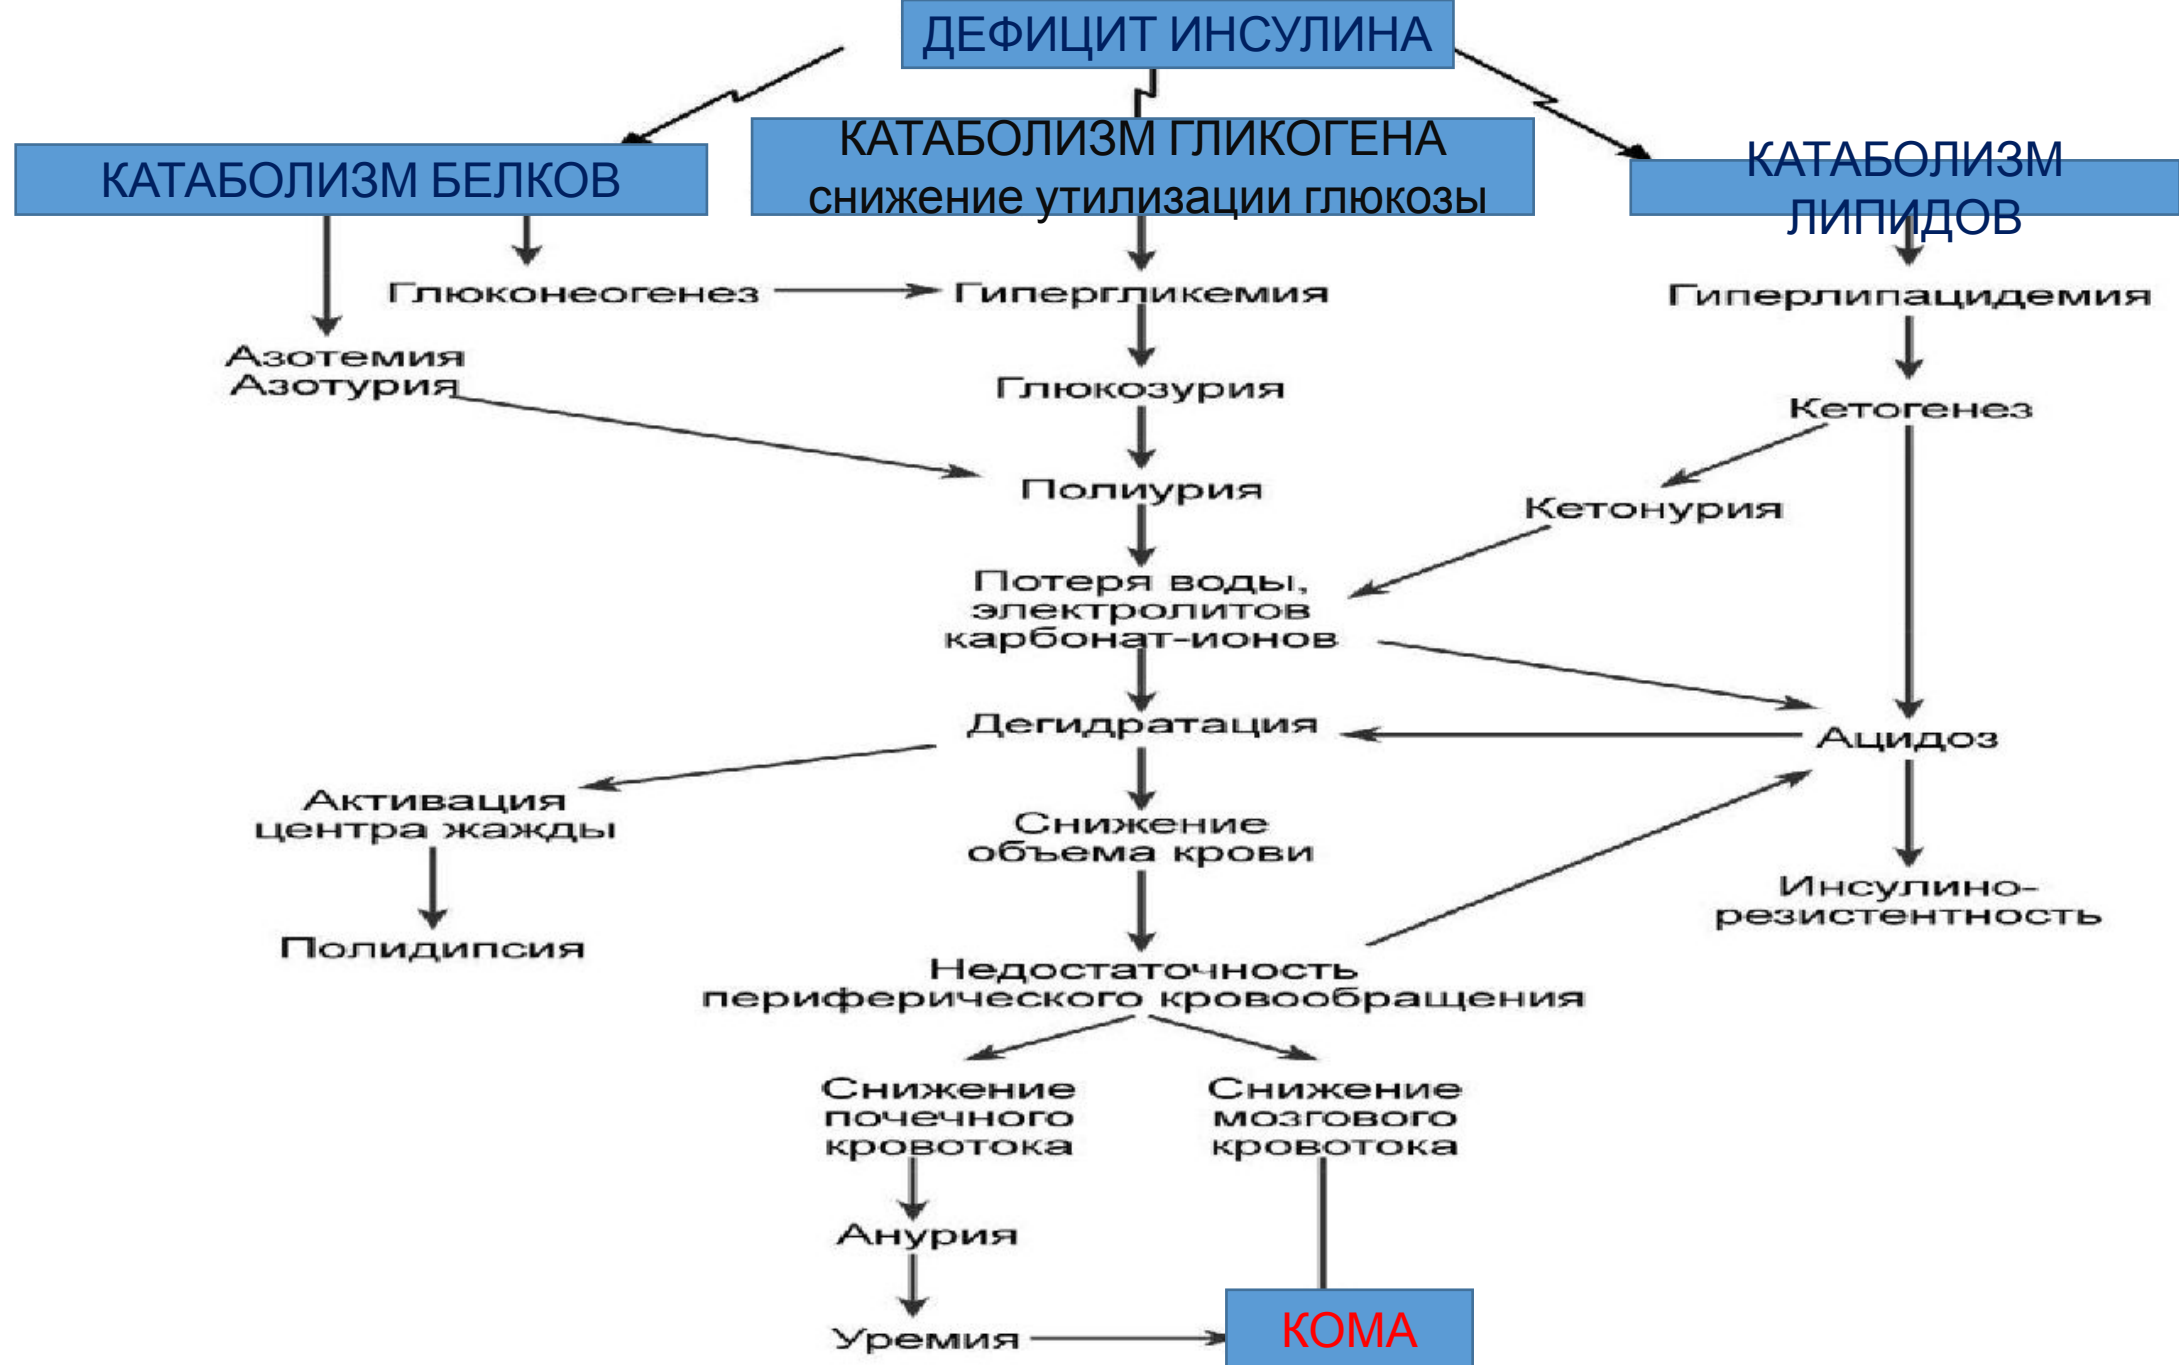 ДЕФИЦИТ ИНСУЛИНА
КАТАБОЛИЗМ БЕЛКОВ
КАТАБОЛИЗМ ГЛИКОГЕНА
снижение утилизации глюкозы
КАТАБОЛИЗМ
ЛИПИДОВ
Глюконеогенез
Гипергликемия
Гиперлипацидемия
Азотемия
Азотурия
Глюкозурия
Кетогенез
Полиурия
Кетонурия
Потеря воды,
электролитов
карбонат-ионов
Дегидратация
Ацидоз
Активация
центра жажды
Снижение
объема крови
Инсулино-
резистентность
Полидипсия
Недостаточность
периферического кровообращения
Снижение
почечного
кровотока
Снижение
мозгового
кровотока
Анурия
Уремия
КОМА